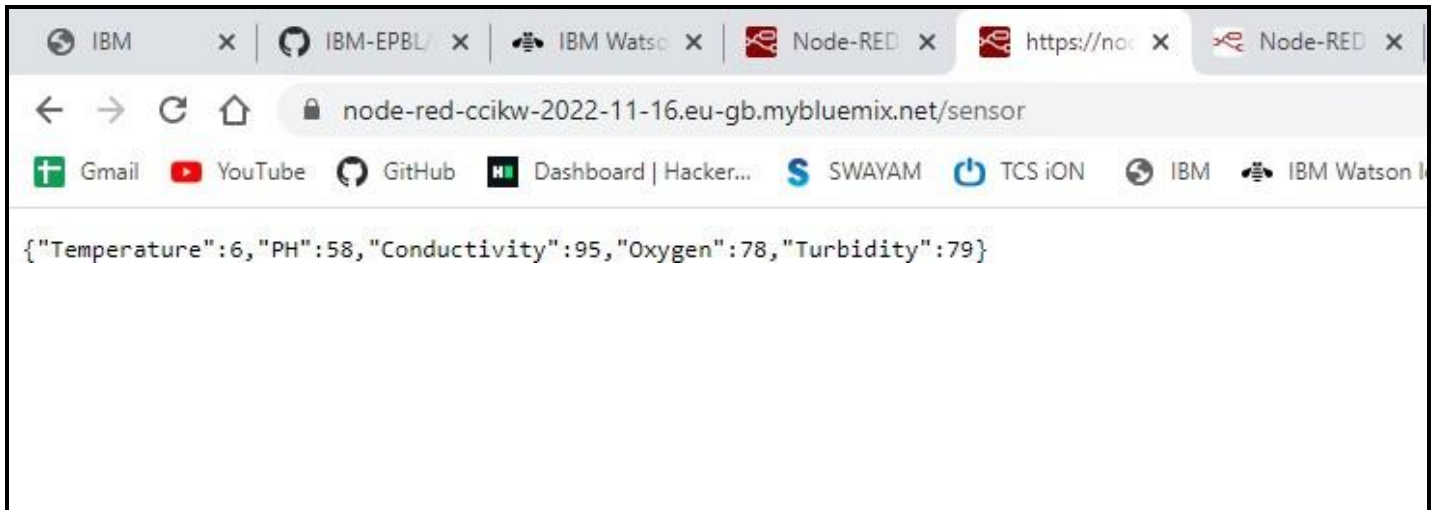 IBM IBM-EPBL/ IBM Watso Node-RED https://noc Node-RED
node-red-ccikw-2022-11-16.eu-gb.mybluemix.net/sensor
Gmail YouTube GitHub Dashboard | Hacker... SWAYAM TCS iON IBM IBM Watson I
{"Temperature":6,"PH":58,"Conductivity":95,"Oxygen":78,"Turbidity":79}